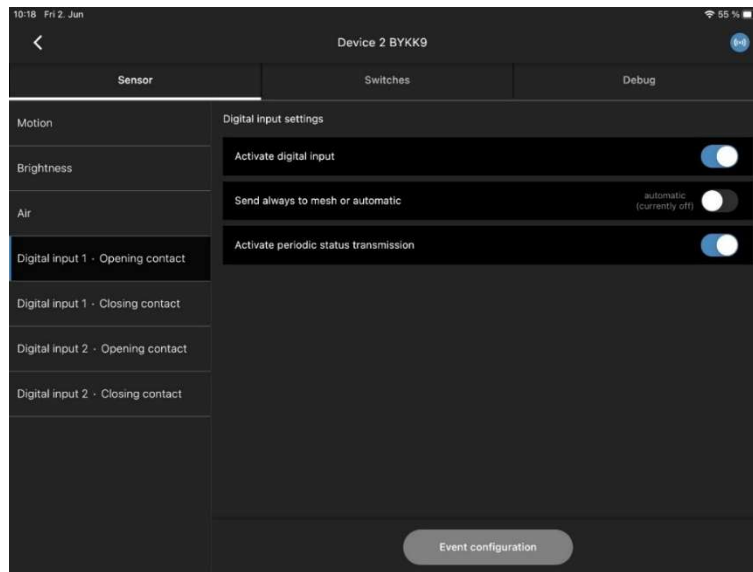 10:18 Fri 2. Jun
55 %
Device 2 BYKK9
Sensor
Switches
Debug
Motion
Brightness
Air
Digital input 1 · Opening contact
Digital input 1 · Closing contact
Digital input 2 · Opening contact
Digital input 2 · Closing contact
Digital input settings
Activate digital input
Send always to mesh or automatic
automatic
(currently off)
Activate periodic status transmission
Event configuration